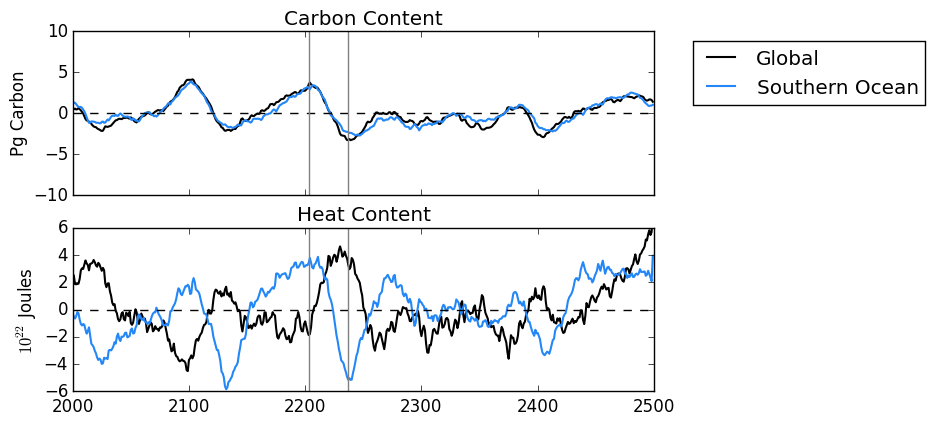 Carbon Content
10
5
0
−5
−10
Pg Carbon
Global
Southern Ocean
Heat Content
6
4
2
0
−2
−4
−6
10²² Joules
2000 2100 2200 2300 2400 2500